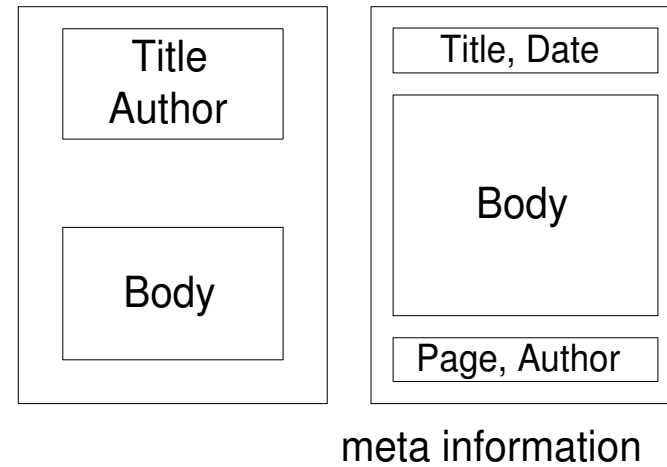 Title
Author
Body
Title, Date
Body
Page, Author
meta information